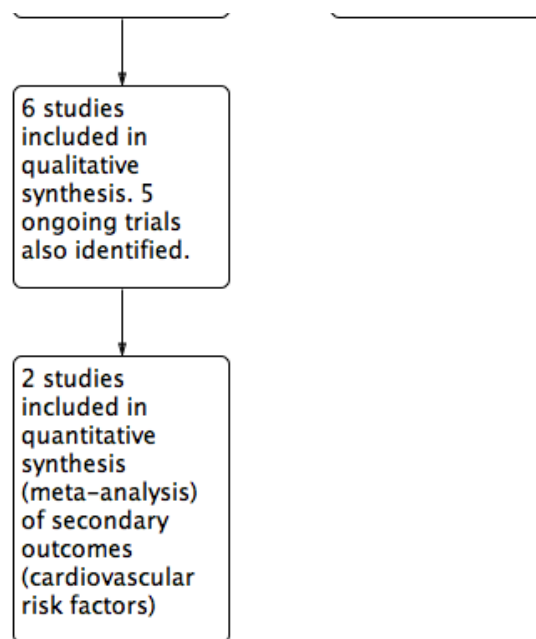 6 studies
included in
qualitative
synthesis. 5
ongoing trials
also identified.
2 studies
included in
quantitative
synthesis
(meta-analysis)
of secondary
outcomes
(cardiovascular
risk factors)